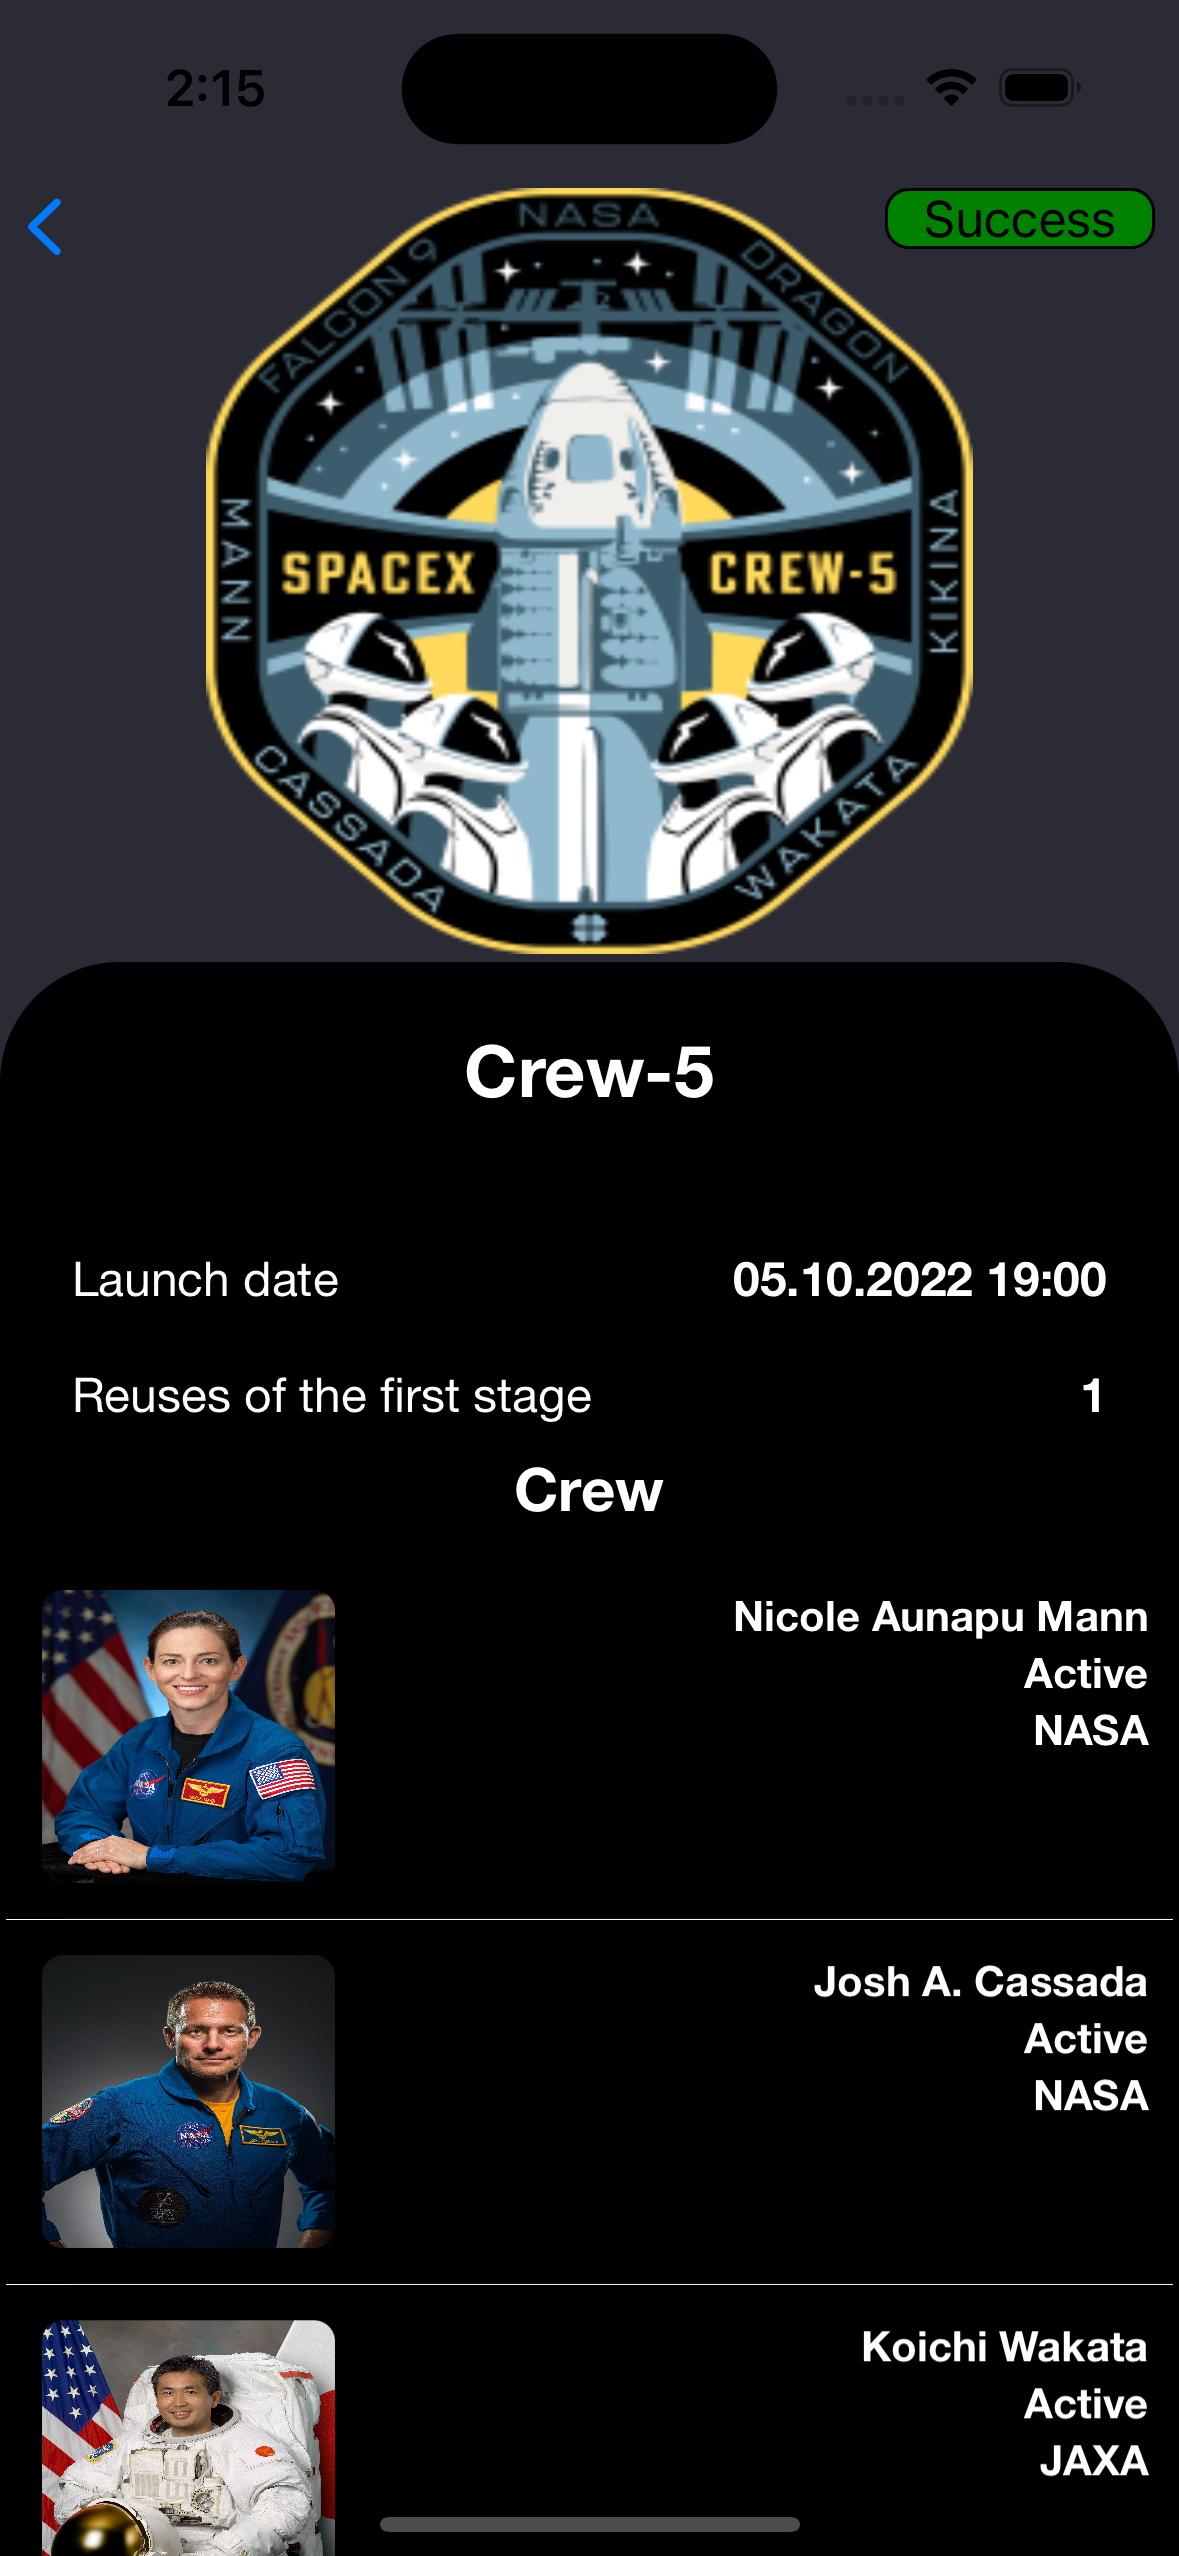 2:15
Success
NASA
FALCON 9
DRAGON
MANN
KIKINA
SPACEX
CREW-5
CASSADA
WAKATA
Crew-5
Launch date
05.10.2022 19:00
Reuses of the first stage
1
Crew
Nicole Aunapu Mann
Active
NASA
Josh A. Cassada
Active
NASA
Koichi Wakata
Active
JAXA